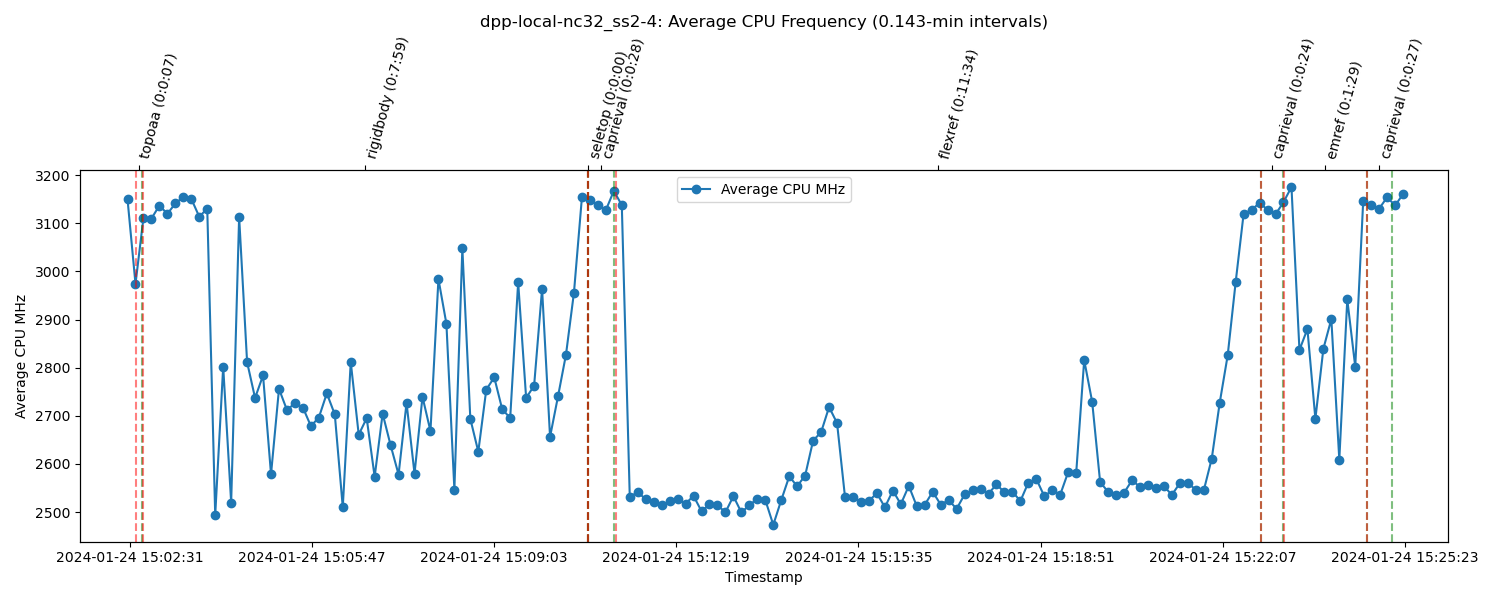 dpp-local-nc32_ss2-4: Average CPU Frequency (0.143-min intervals)
topoaa (0:0:07)
rigidbody (0:7:59)
seletop (0:0:00)
caprieval (0:0:28)
flexref (0:11:34)
caprieval (0:0:24)
emref (0:1:29)
caprieval (0:0:27)
Average CPU MHz
3200
3100
3000
2900
2800
2700
2600
2500
Average CPU MHz
2024-01-24 15:02:31
2024-01-24 15:05:47
2024-01-24 15:09:03
2024-01-24 15:12:19
2024-01-24 15:15:35
2024-01-24 15:18:51
2024-01-24 15:22:07
2024-01-24 15:25:23
Timestamp